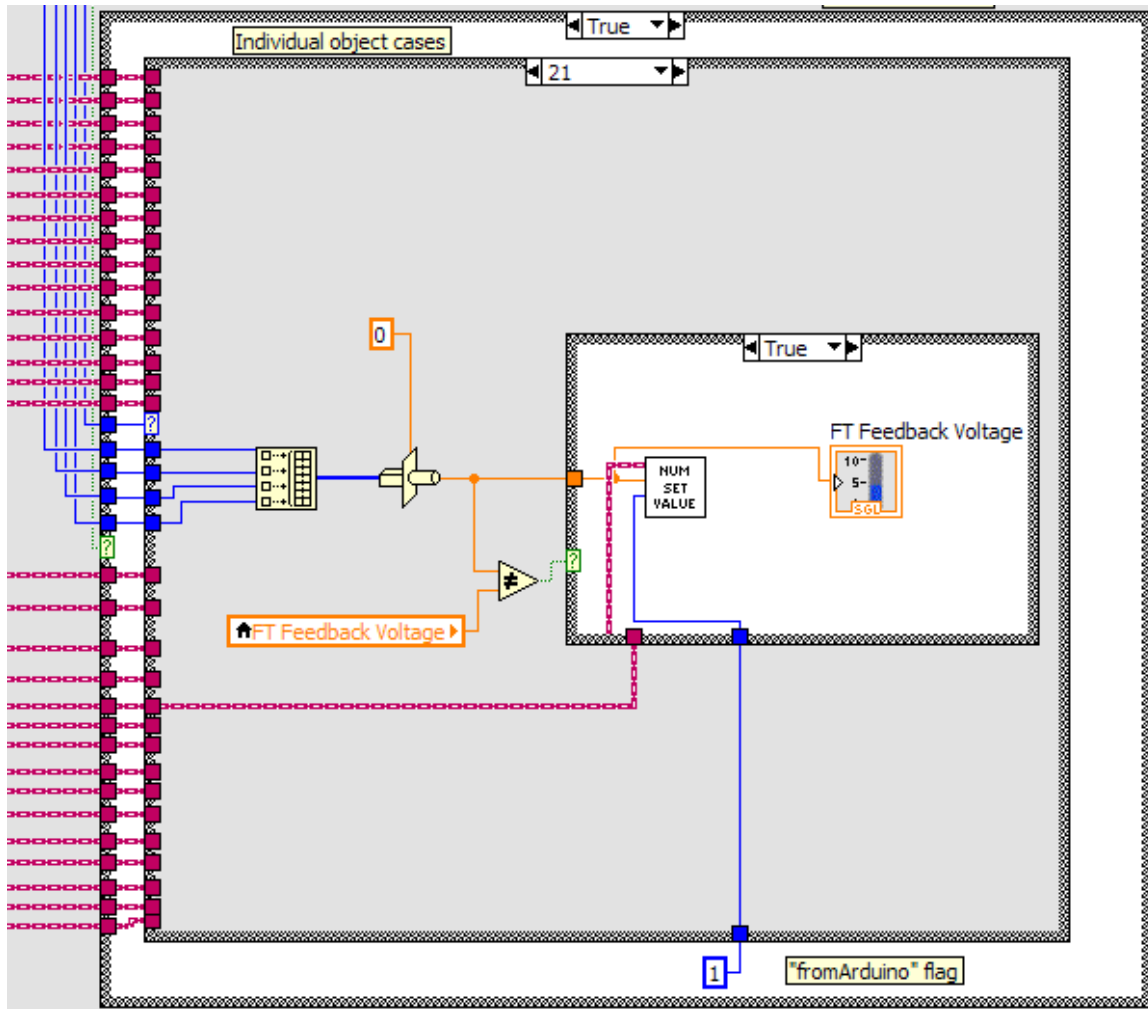 True
Individual object cases
21
0
True
FT Feedback Voltage
10-
5-
SGL
NUM
SET
VALUE
?
?
?
≠
FT Feedback Voltage
1
"fromArduino" flag